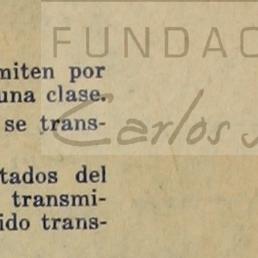 FUNDAC
miten por
una clase.
se trans-
Carlos
tados del
transmi-
ido trans-